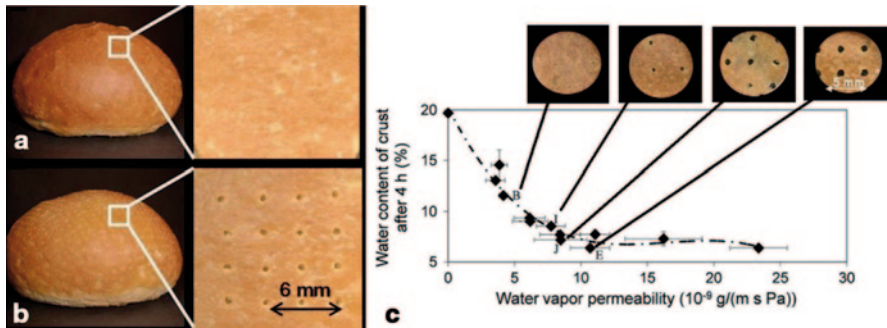 a
b
6 mm
c
5 mm
Water content of crust
after 4 h (%)
20
15
10
5
B
I
J
E
0
5
10
15
20
25
30
Water vapor permeability (10⁻⁹ g/(m s Pa))